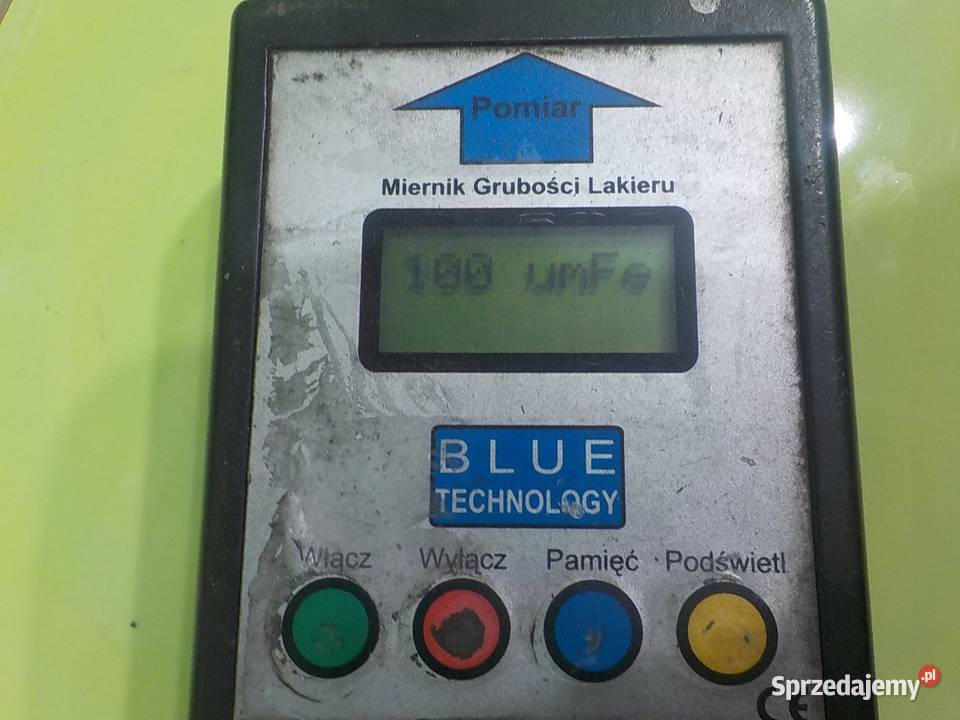 Pomiar
Miernik Grubości Lakieru
100 umFe
BLUE
TECHNOLOGY
Włącz Wyłącz Pamięć Podświetl
CE
Sprzedajemy.pl